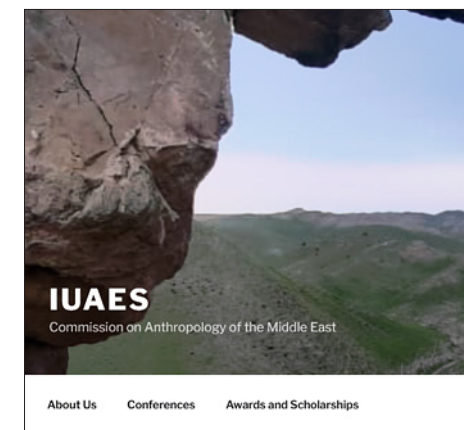 IUAES
Commission on Anthropology of the Middle East
About Us Conferences Awards and Scholarships